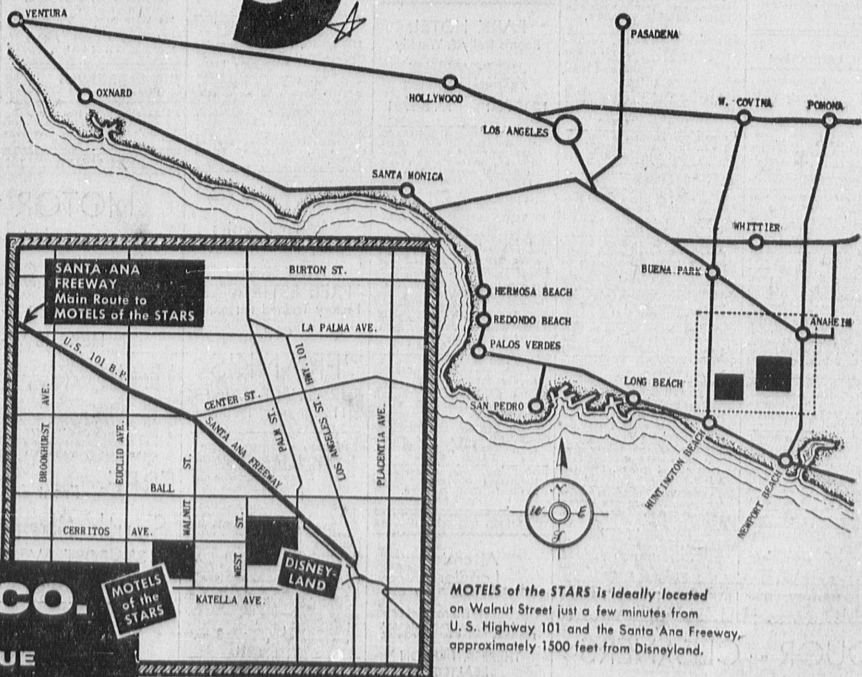 VENTURA
PASADENA
OXNARD
HOLLYWOOD
W. COVINA
POMONA
LOS ANGELES
SANTA MONICA
WHITTIER
BUENA PARK
HERMOSA BEACH
REDONDO BEACH
PALOS VERDES
ANAHEIM
LONG BEACH
SAN PEDRO
HUNTINGTON BEACH
NEWPORT BEACH
SANTA ANA
FREEWAY
Main Route to
MOTELS of the STARS
BURTON ST.
LA PALMA AVE.
U.S. 101 B.P.
CENTER ST.
SANTA ANA FREEWAY
PALM ST.
LOS ANGELES ST. HWY. 101
PLACENTIA AVE.
BROOKHURST AVE.
EUCLID AVE.
BALL
WALNUT ST.
WEST ST.
CERRITOS AVE.
KATELLA AVE.
DISNEY-
LAND
MOTELS
of the
STARS
CO.
UE
W
E
S
MOTELS of the STARS is ideally located
on Walnut Street just a few minutes from
U. S. Highway 101 and the Santa Ana Freeway,
approximately 1500 feet from Disneyland.